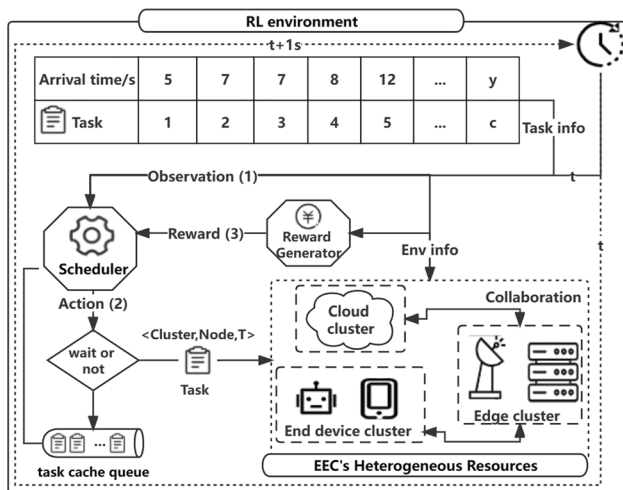 RL environment
t+1s
Arrival time/s 5 7 7 8 12 ... y
Task 1 2 3 4 5 ... c
Task info
Observation (1)
t
Reward (3)
¥
Reward
Generator
Env info
t
Scheduler
Action (2)
Cloud
cluster
Collaboration
<Cluster,Node,T>
wait or
not
Task
Edge cluster
End device cluster
...
task cache queue
EEC's Heterogeneous Resources